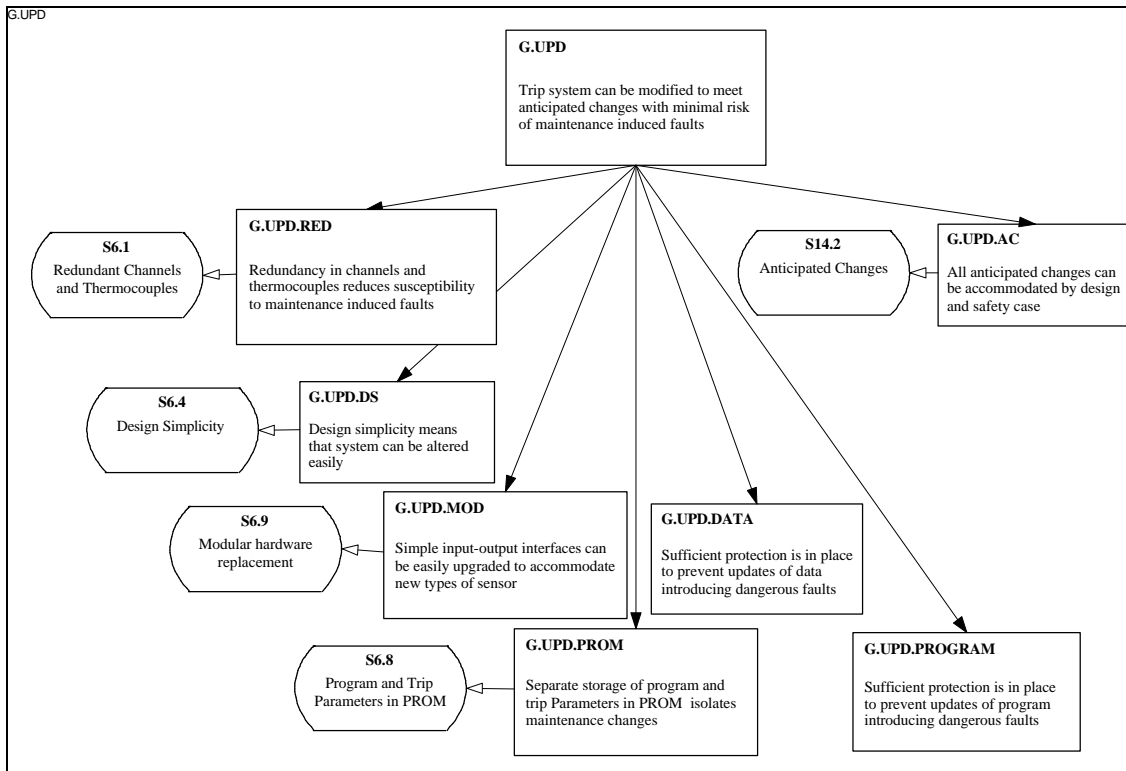 G.UPD
G.UPD
Trip system can be modified to meet
anticipated changes with minimal risk
of maintenance induced faults
S6.1
Redundant Channels
and Thermocouples
G.UPD.RED
Redundancy in channels and
thermocouples reduces susceptibility
to maintenance induced faults
S14.2
Anticipated Changes
G.UPD.AC
All anticipated changes can
be accommodated by design
and safety case
S6.4
Design Simplicity
G.UPD.DS
Design simplicity means
that system can be altered
easily
S6.9
Modular hardware
replacement
G.UPD.MOD
Simple input-output interfaces can
be easily upgraded to accommodate
new types of sensor
G.UPD.DATA
Sufficient protection is in place
to prevent updates of data
introducing dangerous faults
S6.8
Program and Trip
Parameters in PROM
G.UPD.PROM
Separate storage of program and
trip Parameters in PROM isolates
maintenance changes
G.UPD.PROGRAM
Sufficient protection is in place
to prevent updates of program
introducing dangerous faults